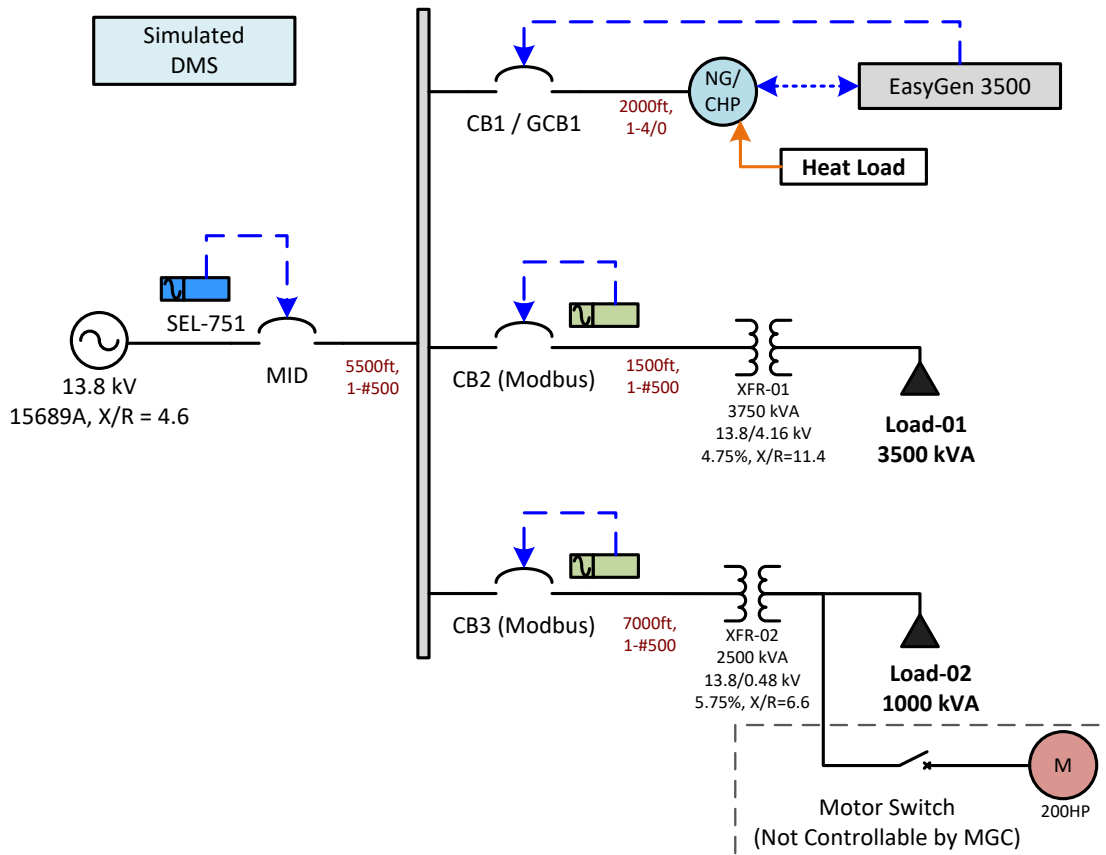 Simulated
DMS
NG/
CHP
EasyGen 3500
CB1 / GCB1
2000ft,
1-4/0
Heat Load
SEL-751
MID
13.8 kV
15689A, X/R = 4.6
5500ft,
1-#500
CB2 (Modbus)
1500ft,
1-#500
XFR-01
3750 kVA
13.8/4.16 kV
4.75%, X/R=11.4
Load-01
3500 kVA
CB3 (Modbus)
7000ft,
1-#500
XFR-02
2500 kVA
13.8/0.48 kV
5.75%, X/R=6.6
Load-02
1000 kVA
M
200HP
Motor Switch
(Not Controllable by MGC)